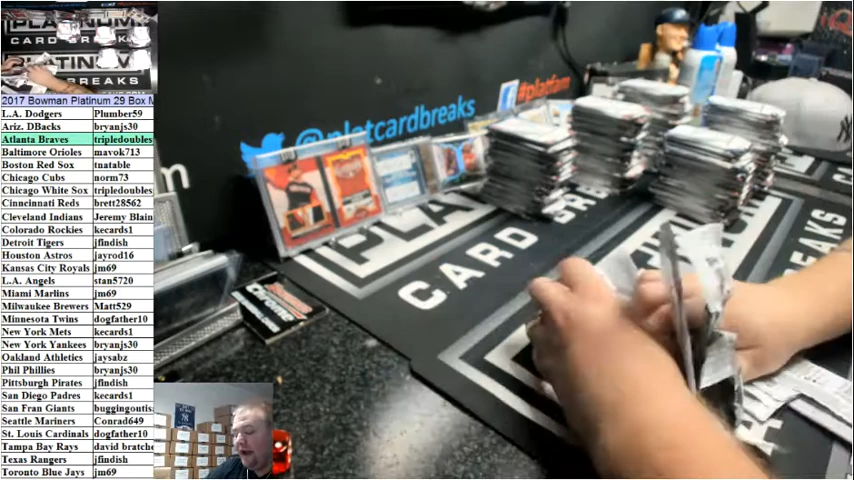 PLATINUM
CARD BREAKS
PLATINUM
BREAKS
2017 Bowman Platinum 29 Box M
L.A. Dodgers Plumber59
Ariz. DBacks bryanjs30
Atlanta Braves tripledoubles
Baltimore Orioles mavok713
Boston Red Sox tnatable
Chicago Cubs norm73
Chicago White Sox tripledoubles
Cinncinati Reds brett28562
Cleveland Indians Jeremy Blain
Colorado Rockies kecards1
Detroit Tigers jfindish
Houston Astros jayrod16
Kansas City Royals jm69
L.A. Angels stan5720
Miami Marlins jm69
Milwaukee Brewers Matt529
Minnesota Twins dogfather10
New York Mets kecards1
New York Yankees bryanjs30
Oakland Athletics jaysabz
Phil Phillies bryanjs30
Pittsburgh Pirates jfindish
San Diego Padres kecards1
San Fran Giants buggingoutis
Seattle Mariners Conrad649
St. Louis Cardinals dogfather10
Tampa Bay Rays david bratche
Texas Rangers jfindish
Toronto Blue Jays jm69
@platcardbreaks
#platfam
CARD BREAKS
BREAKS